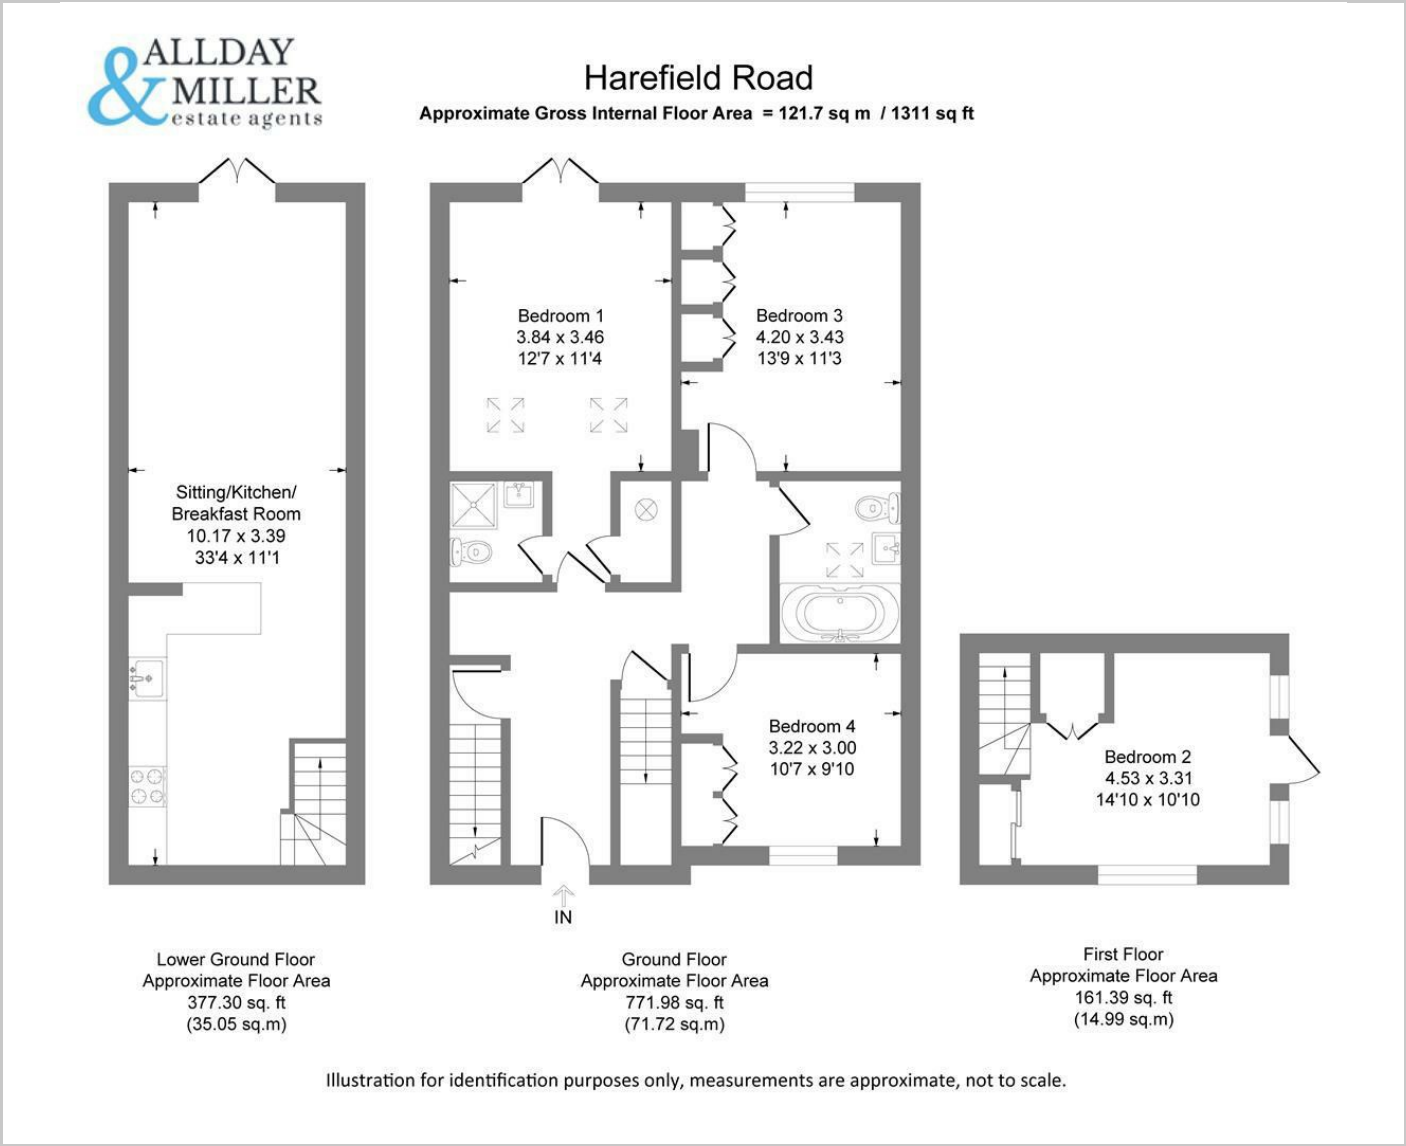 ALLDAY
& MILLER
estate agents
Harefield Road
Approximate Gross Internal Floor Area = 121.7 sq m / 1311 sq ft
Sitting/Kitchen/
Breakfast Room
10.17 x 3.39
33'4 x 11'1
Bedroom 1
3.84 x 3.46
12'7 x 11'4
Bedroom 3
4.20 x 3.43
13'9 x 11'3
Bedroom 4
3.22 x 3.00
10'7 x 9'10
IN
Bedroom 2
4.53 x 3.31
14'10 x 10'10
Lower Ground Floor
Approximate Floor Area
377.30 sq. ft
(35.05 sq.m)
Ground Floor
Approximate Floor Area
771.98 sq. ft
(71.72 sq.m)
First Floor
Approximate Floor Area
161.39 sq. ft
(14.99 sq.m)
Illustration for identification purposes only, measurements are approximate, not to scale.